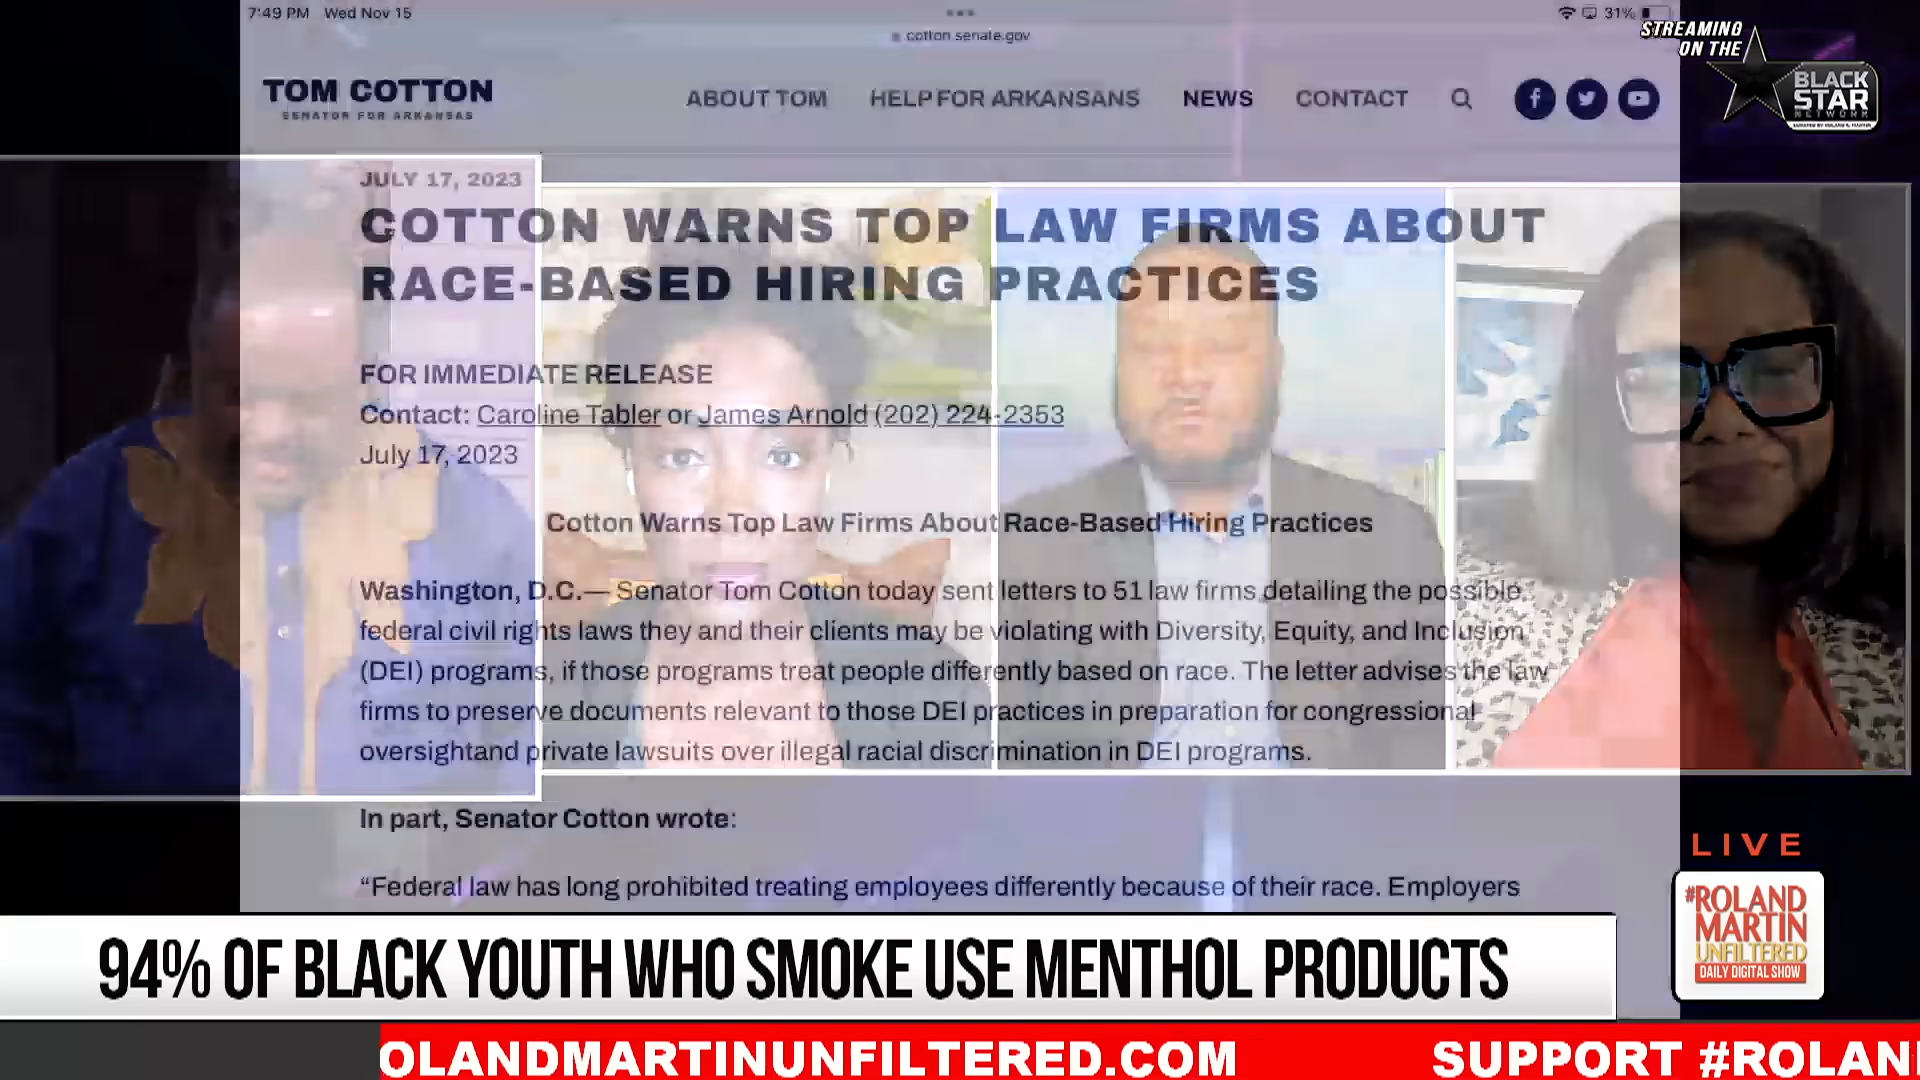 7:49 PM Wed Nov 15
31%
cotton.senate.gov
STREAMING
ON THE
BLACK
STAR
NETWORK
TOM COTTON
SENATOR FOR ARKANSAS
ABOUT TOM HELP FOR ARKANSANS NEWS CONTACT
JULY 17, 2023
COTTON WARNS TOP LAW FIRMS ABOUT
RACE-BASED HIRING PRACTICES
FOR IMMEDIATE RELEASE
Contact: Caroline Tabler or James Arnold (202) 224-2353
July 17, 2023
Cotton Warns Top Law Firms About Race-Based Hiring Practices
Washington, D.C.— Senator Tom Cotton today sent letters to 51 law firms detailing the possible
federal civil rights laws they and their clients may be violating with Diversity, Equity, and Inclusion
(DEI) programs, if those programs treat people differently based on race. The letter advises the law
firms to preserve documents relevant to those DEI practices in preparation for congressional
oversightand private lawsuits over illegal racial discrimination in DEI programs.
In part, Senator Cotton wrote:
“Federal law has long prohibited treating employees differently because of their race. Employers
LIVE
#ROLAND
MARTIN
UNFILTERED
DAILY DIGITAL SHOW
94% OF BLACK YOUTH WHO SMOKE USE MENTHOL PRODUCTS
OLANDMARTINUNFILTERED.COM SUPPORT #ROLAN